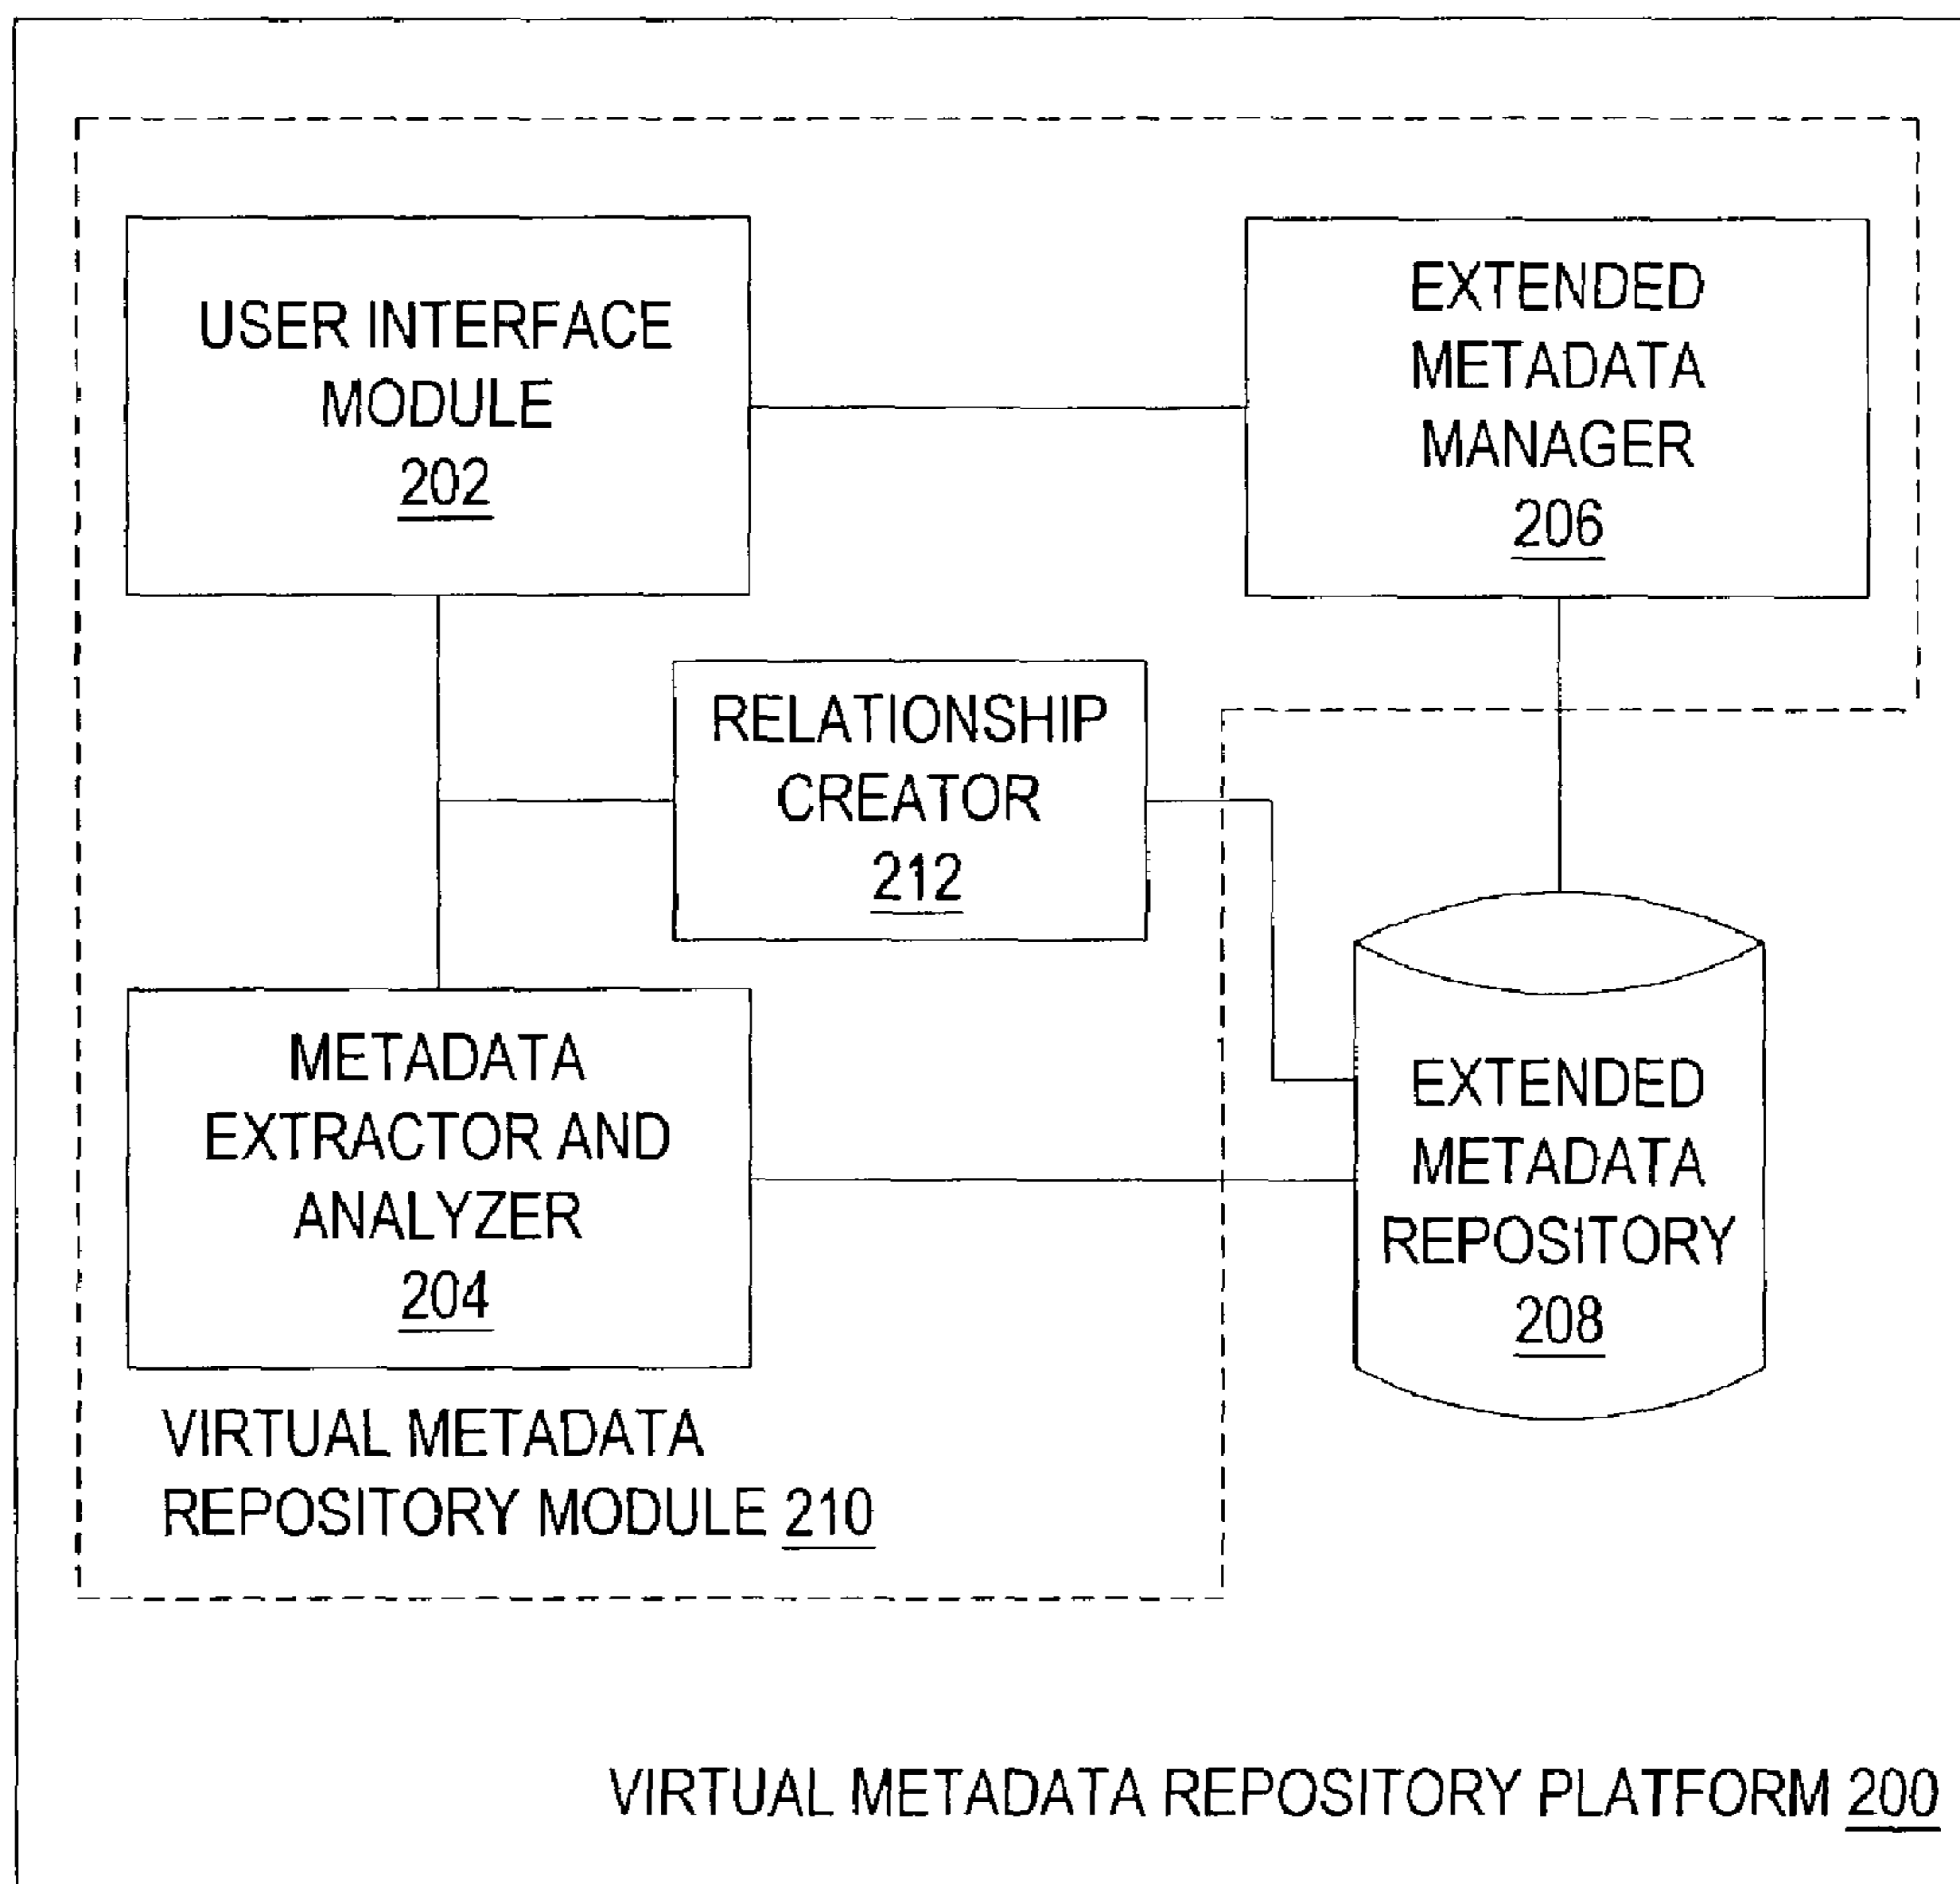 USER INTERFACE
MODULE
202
EXTENDED
METADATA
MANAGER
206
RELATIONSHIP
CREATOR
212
METADATA
EXTRACTOR AND
ANALYZER
204
EXTENDED
METADATA
REPOSITORY
208
VIRTUAL METADATA
REPOSITORY MODULE 210
VIRTUAL METADATA REPOSITORY PLATFORM 200